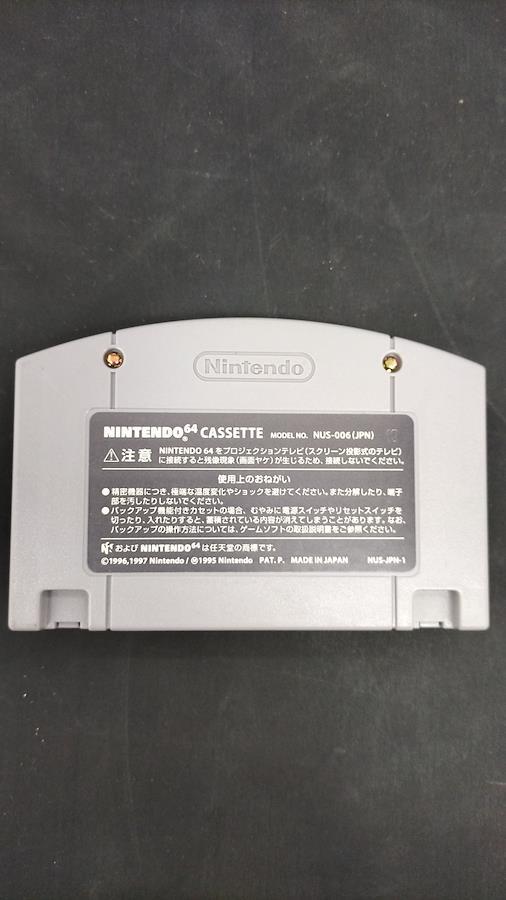 Nintendo
NINTENDO64 CASSETTE MODEL NO. NUS-006(JPN)
⚠注意 NINTENDO 64 をプロジェクションテレビ(スクリーン投影式のテレビ)
に接続すると残像現象(画面ヤケ)が生じるため、接続しないでください。
使用上のおねがい
●精密機器につき、極端な温度変化やショックを避けてください。また分解したり、端子
部を汚したりしないでください。
●バックアップ機能付きカセットの場合、むやみに電源スイッチやリセットスイッチを
切ったり、入れたりすると、蓄積されている内容が消えてしまうことがあります。なお、
バックアップの操作方法については、ゲームソフトの取扱説明書をご参照ください。
および NINTENDO64 は任天堂の商標です。
©1996,1997 Nintendo / ℗1995 Nintendo PAT. P. MADE IN JAPAN NUS-JPN-1